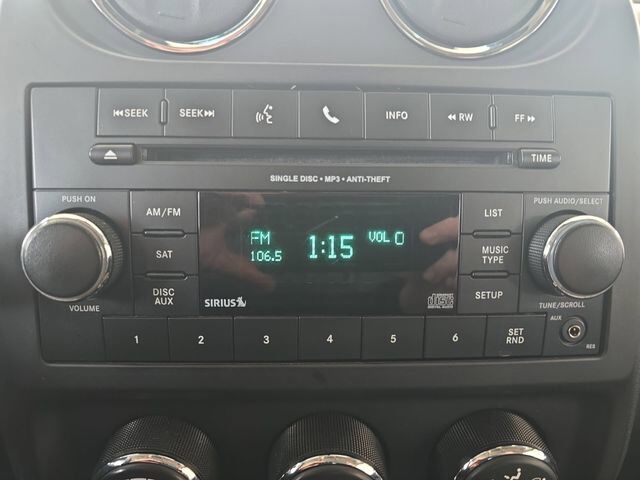 SEEK SEEK INFO RW FF
TIME
SINGLE DISC • MP3 • ANTI-THEFT
PUSH ON AM/FM LIST PUSH AUDIO/SELECT
FM 1:15 VOL 0
106.5
SAT MUSIC TYPE
DISC AUX SETUP
SIRIUS disc
VOLUME TUNE/SCROLL
1 2 3 4 5 6 SET RND AUX
RES